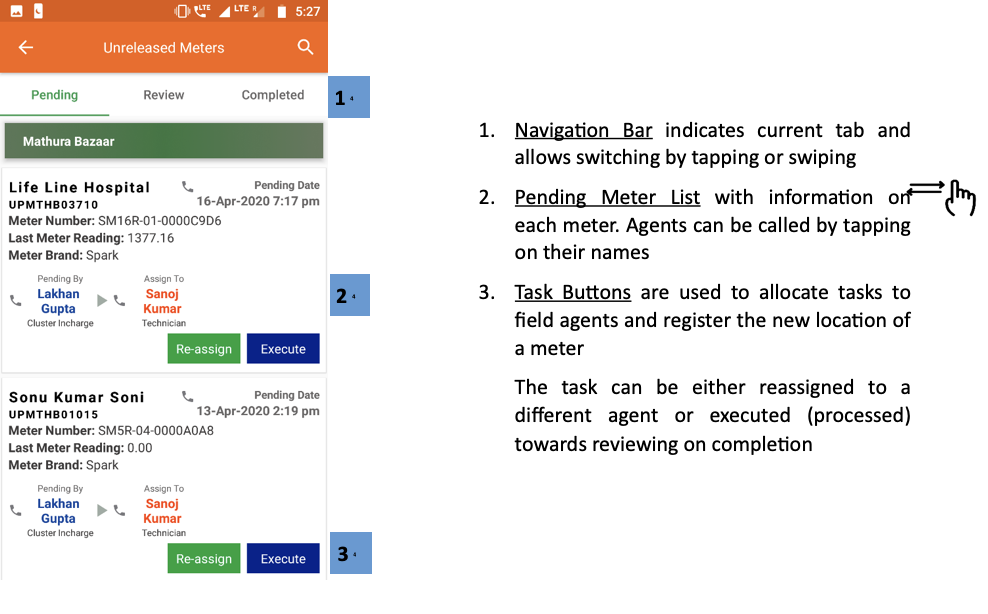 LTE LTE R 5:27
Unreleased Meters
Pending Review Completed
1 4
Mathura Bazaar
Life Line Hospital Pending Date
UPMTHB03710 16-Apr-2020 7:17 pm
Meter Number: SM16R-01-0000C9D6
Last Meter Reading: 1377.16
Meter Brand: Spark
Pending By Assign To
Lakhan Sanoj
Gupta Kumar
Cluster Incharge Technician
2 4
Re-assign Execute
Sonu Kumar Soni Pending Date
UPMTHB01015 13-Apr-2020 2:19 pm
Meter Number: SM5R-04-0000A0A8
Last Meter Reading: 0.00
Meter Brand: Spark
Pending By Assign To
Lakhan Sanoj
Gupta Kumar
Cluster Incharge Technician
Re-assign Execute
3 4
1. Navigation Bar indicates current tab and
allows switching by tapping or swiping
2. Pending Meter List with information on
each meter. Agents can be called by tapping
on their names
3. Task Buttons are used to allocate tasks to
field agents and register the new location of
a meter
The task can be either reassigned to a
different agent or executed (processed)
towards reviewing on completion